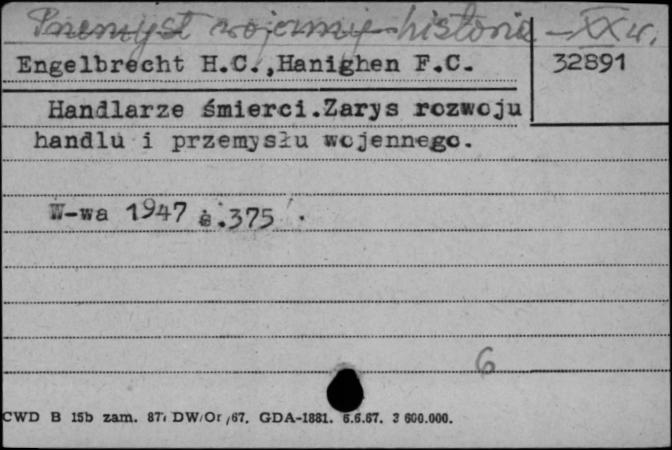 Przemysł wojenny - historia - XX w.
Engelbrecht H.C.,Hanighen F.C.
32891
Handlarze śmierci.Zarys rozwoju
handlu i przemysłu wojennego.
W-wa 1947 s.375 .
6
CWD B 15b zam. 87, DW/Or/67. GDA-1881. 6.6.67. 3 600.000.